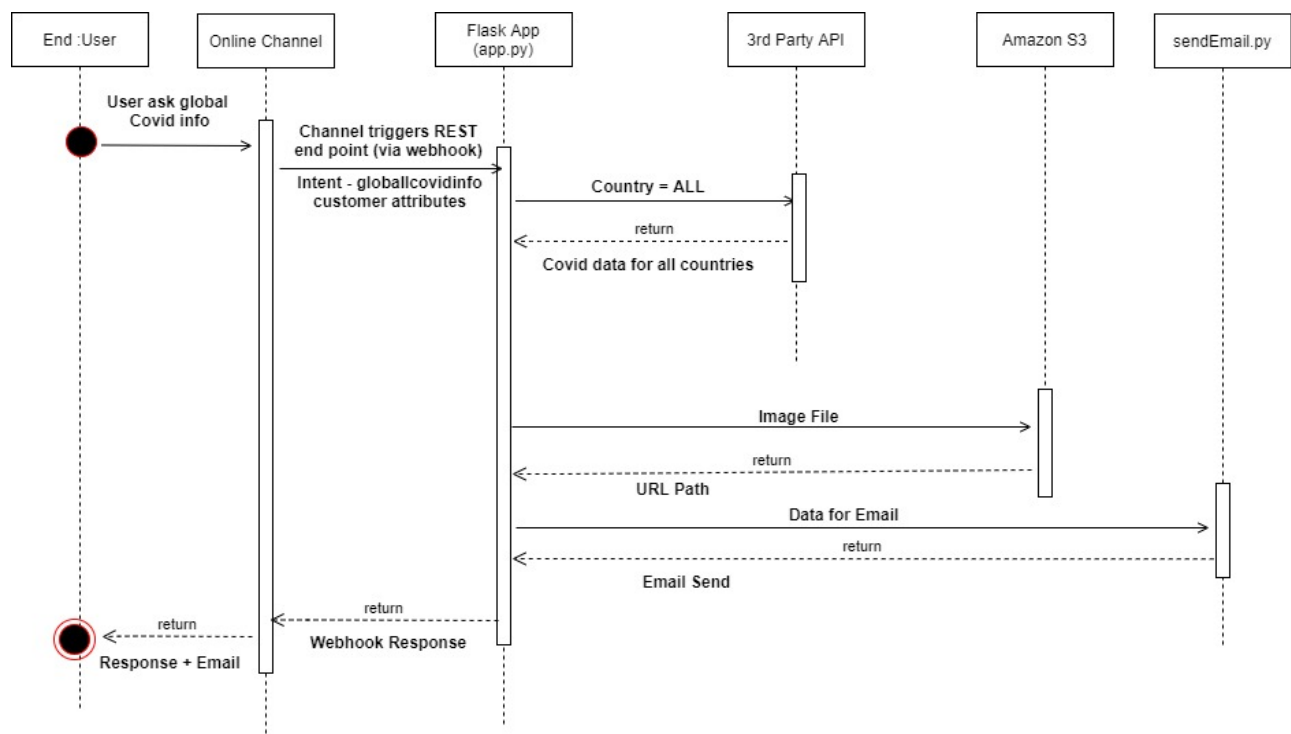 End :User
Online Channel
Flask App
(app.py)
3rd Party API
Amazon S3
sendEmail.py
User ask global
Covid info
Channel triggers REST
end point (via webhook)
Intent - globallcovidinfo
customer attributes
Country = ALL
return
Covid data for all countries
Image File
return
URL Path
Data for Email
return
Email Send
return
Webhook Response
return
Response + Email